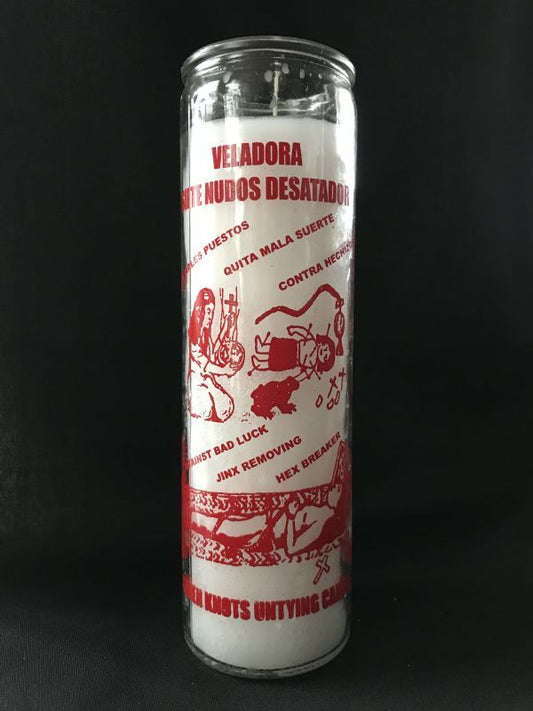 VELADORA
NUDOS DESATADOR
PUESTOS
QUITA MALA SUERTE
CONTRA
BAD LUCK
JINX REMOVING
HEX BREAKER
KNOTS UNTYING